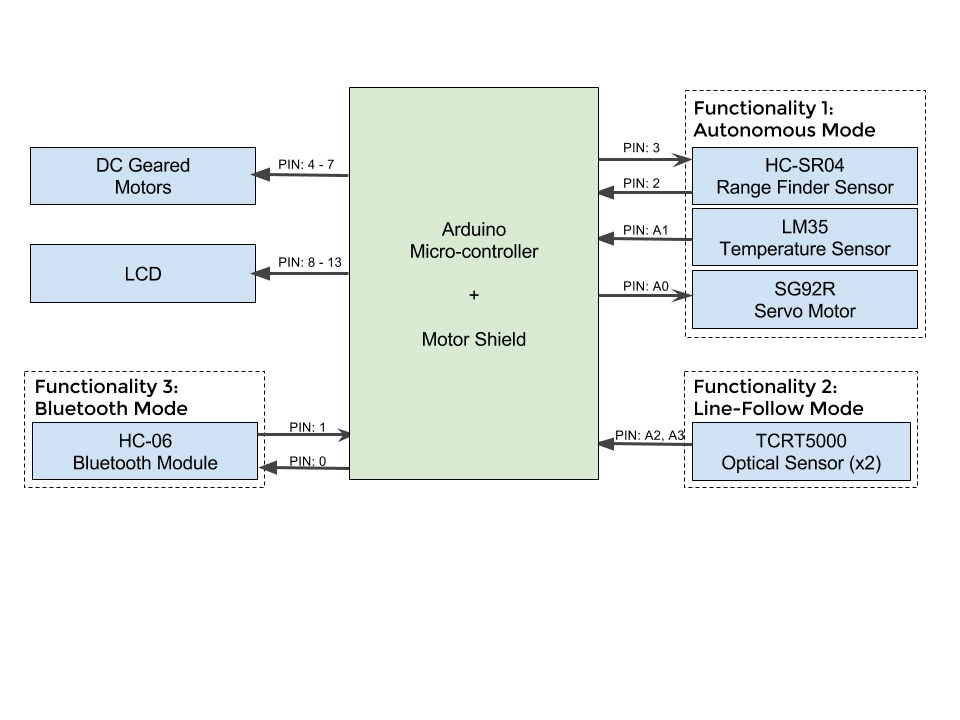 Functionality 1:
Autonomous Mode
DC Geared
Motors
PIN: 4 - 7
PIN: 3
HC-SR04
Range Finder Sensor
PIN: 2
Arduino
Micro-controller
+
Motor Shield
PIN: A1
LM35
Temperature Sensor
LCD
PIN: 8 - 13
PIN: A0
SG92R
Servo Motor
Functionality 3:
Bluetooth Mode
HC-06
Bluetooth Module
PIN: 1
PIN: 0
Functionality 2:
Line-Follow Mode
PIN: A2, A3
TCRT5000
Optical Sensor (x2)